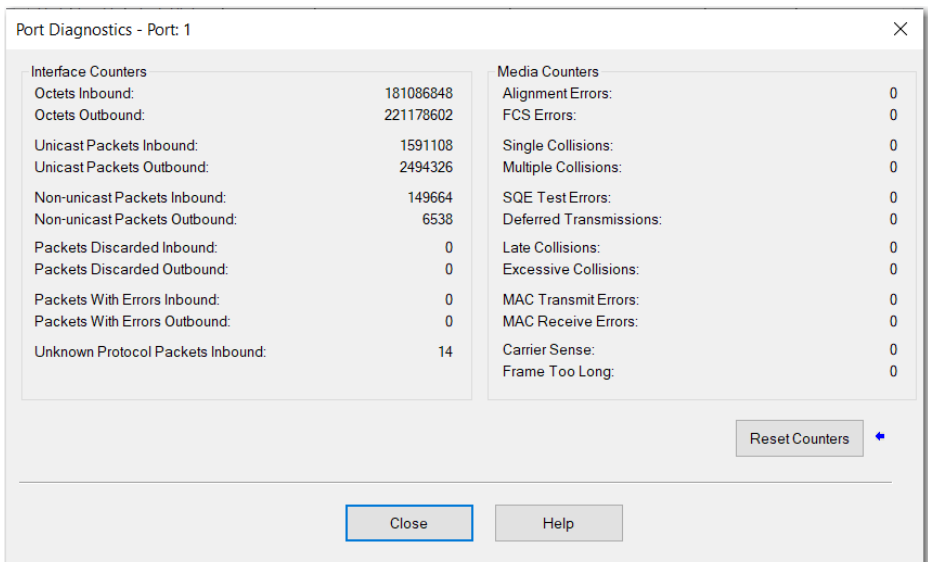 Port Diagnostics - Port: 1
Interface Counters
Octets Inbound: 181086848
Octets Outbound: 221178602
Unicast Packets Inbound: 1591108
Unicast Packets Outbound: 2494326
Non-unicast Packets Inbound: 149664
Non-unicast Packets Outbound: 6538
Packets Discarded Inbound: 0
Packets Discarded Outbound: 0
Packets With Errors Inbound: 0
Packets With Errors Outbound: 0
Unknown Protocol Packets Inbound: 14
Media Counters
Alignment Errors: 0
FCS Errors: 0
Single Collisions: 0
Multiple Collisions: 0
SQE Test Errors: 0
Deferred Transmissions: 0
Late Collisions: 0
Excessive Collisions: 0
MAC Transmit Errors: 0
MAC Receive Errors: 0
Carrier Sense: 0
Frame Too Long: 0
Reset Counters
Close
Help